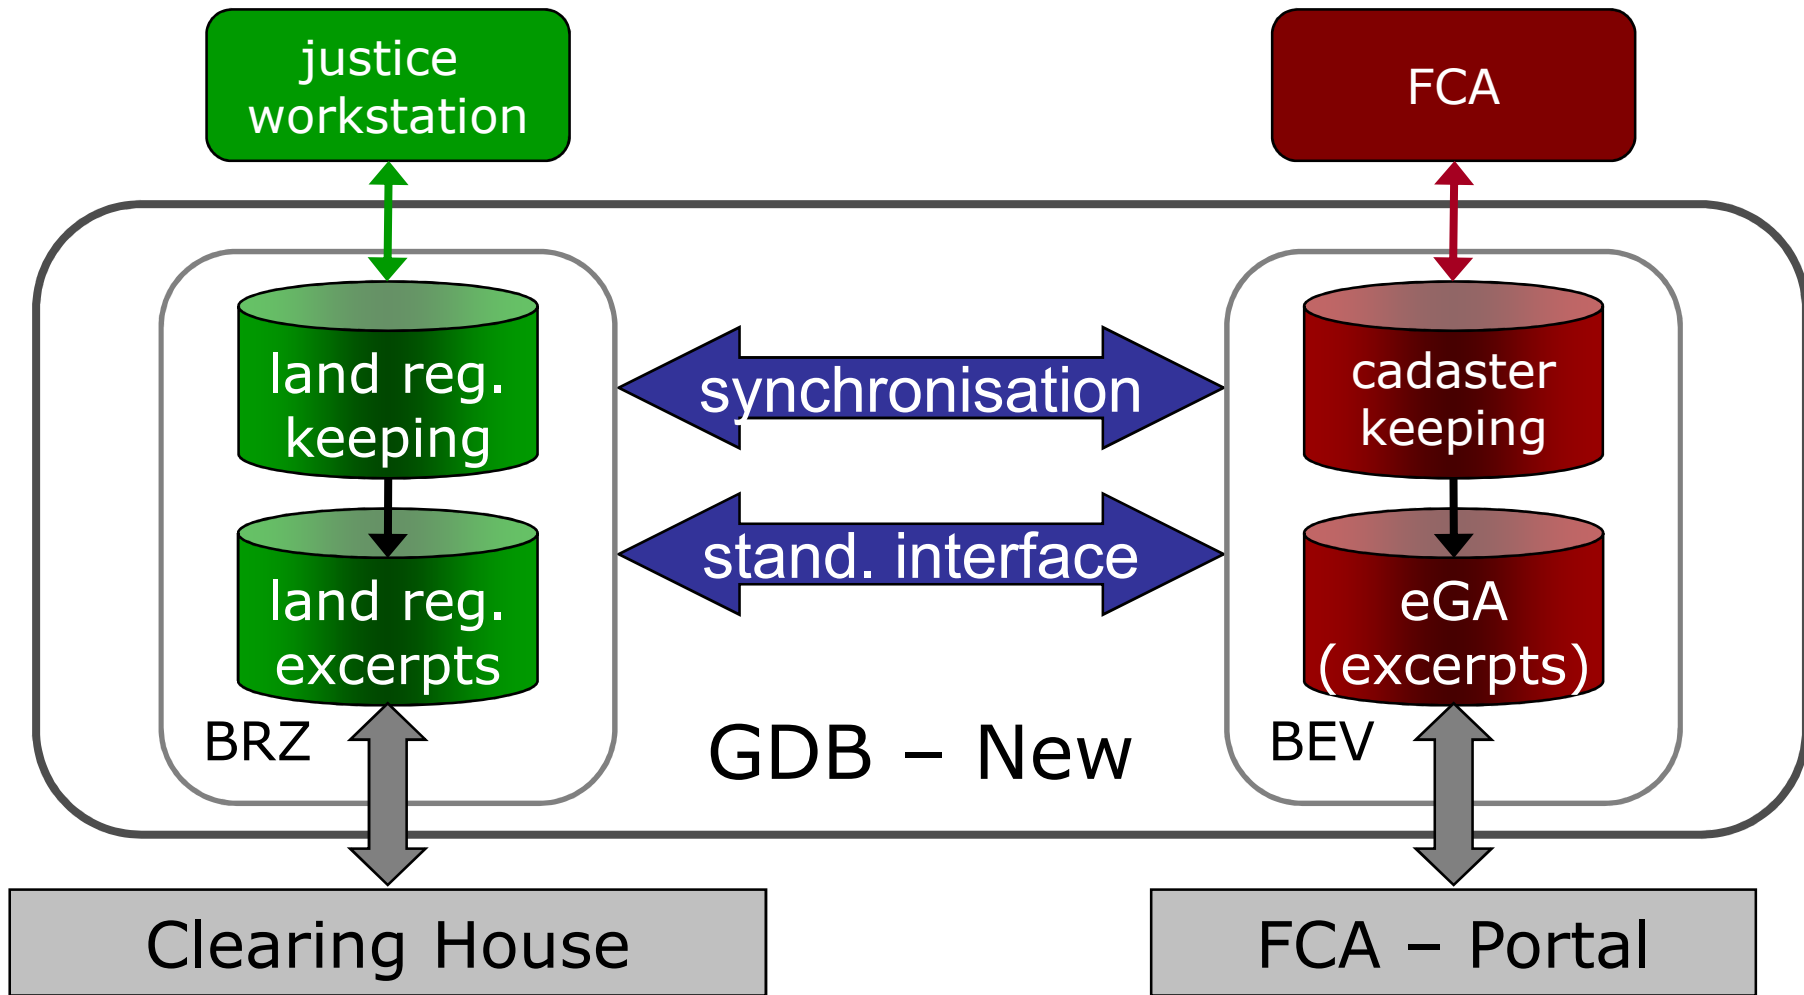 justice
workstation
FCA
land reg.
keeping
synchronisation
cadaster
keeping
land reg.
excerpts
stand. interface
eGA
(excerpts)
BRZ
GDB – New
BEV
Clearing House
FCA – Portal